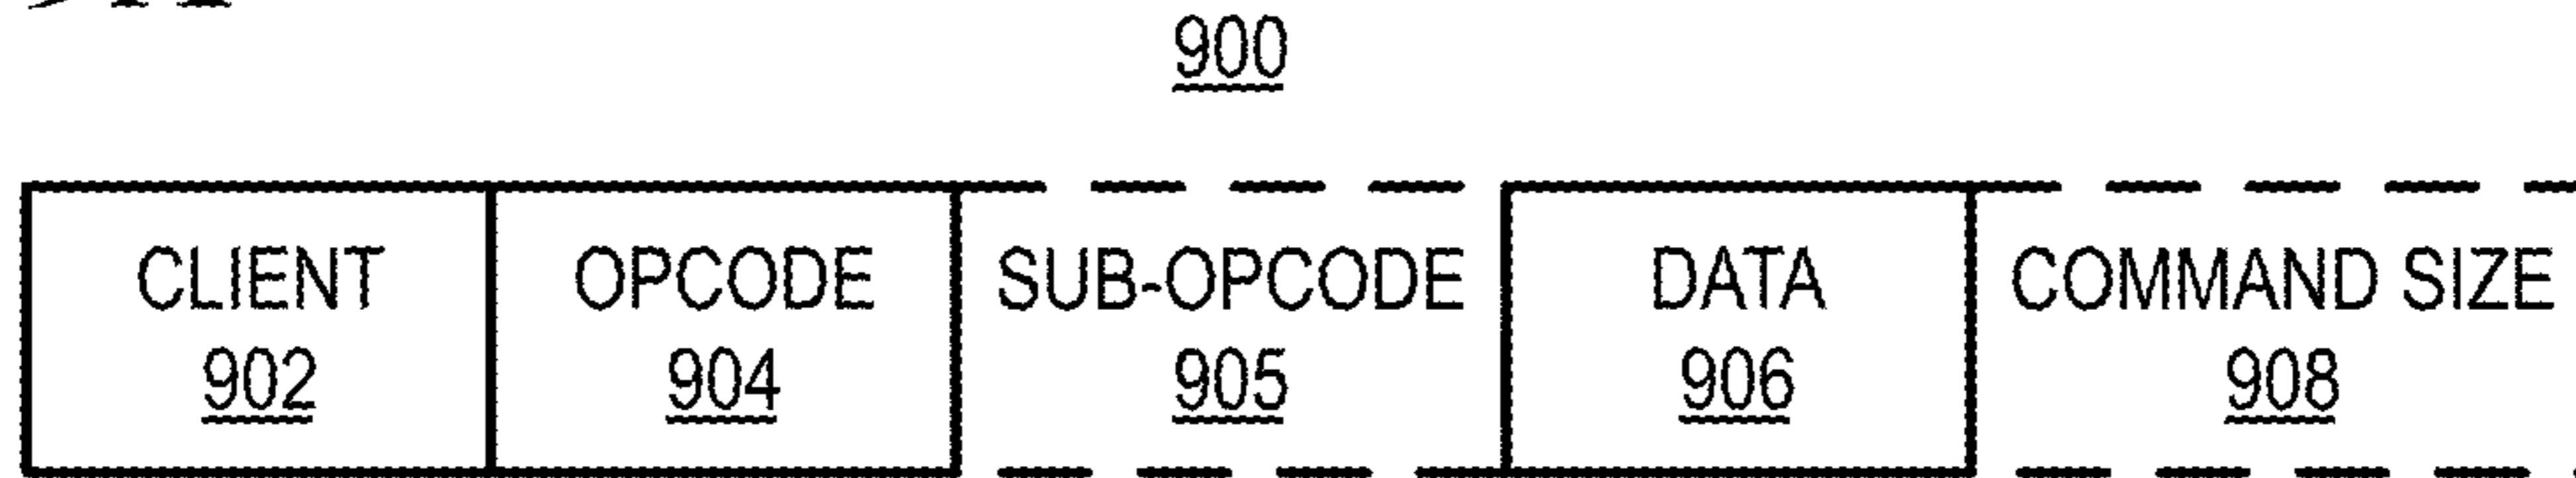 900
CLIENT OPCODE SUB-OPCODE DATA COMMAND SIZE
902 904 905 906 908